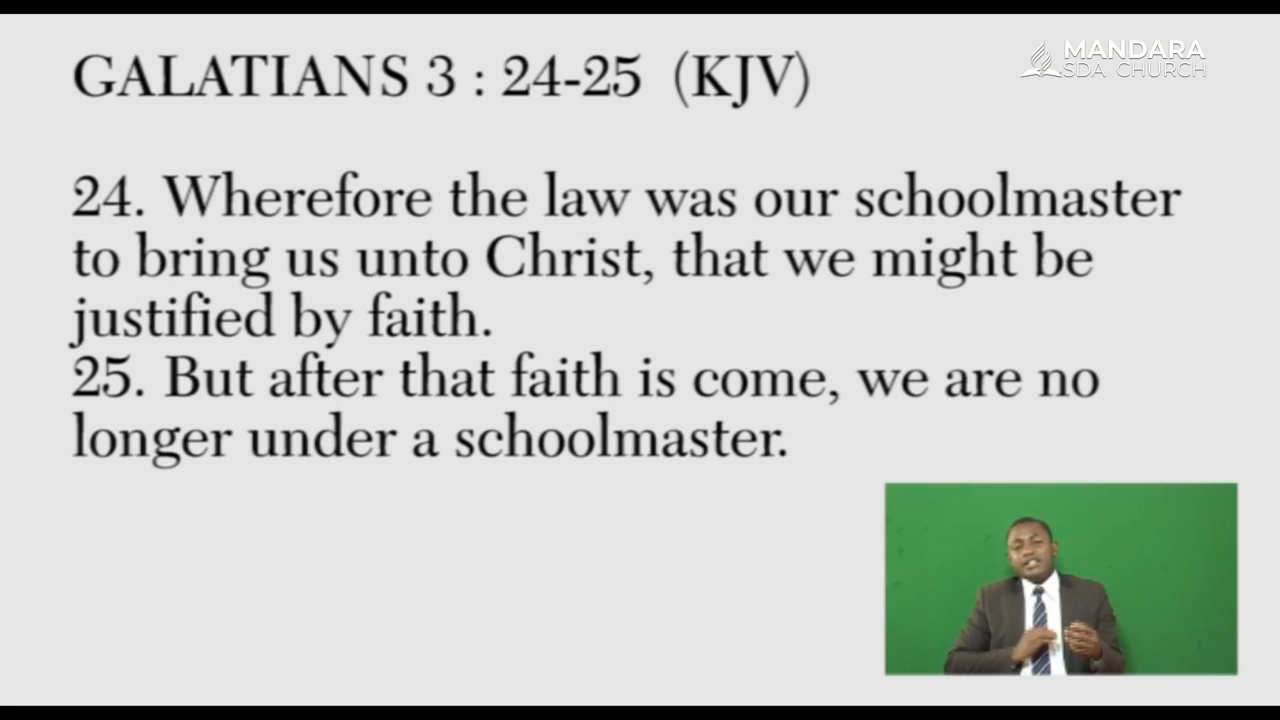 GALATIANS 3 : 24-25 (KJV)
MANDARA
SDA CHURCH
24. Wherefore the law was our schoolmaster
to bring us unto Christ, that we might be
justified by faith.
25. But after that faith is come, we are no
longer under a schoolmaster.